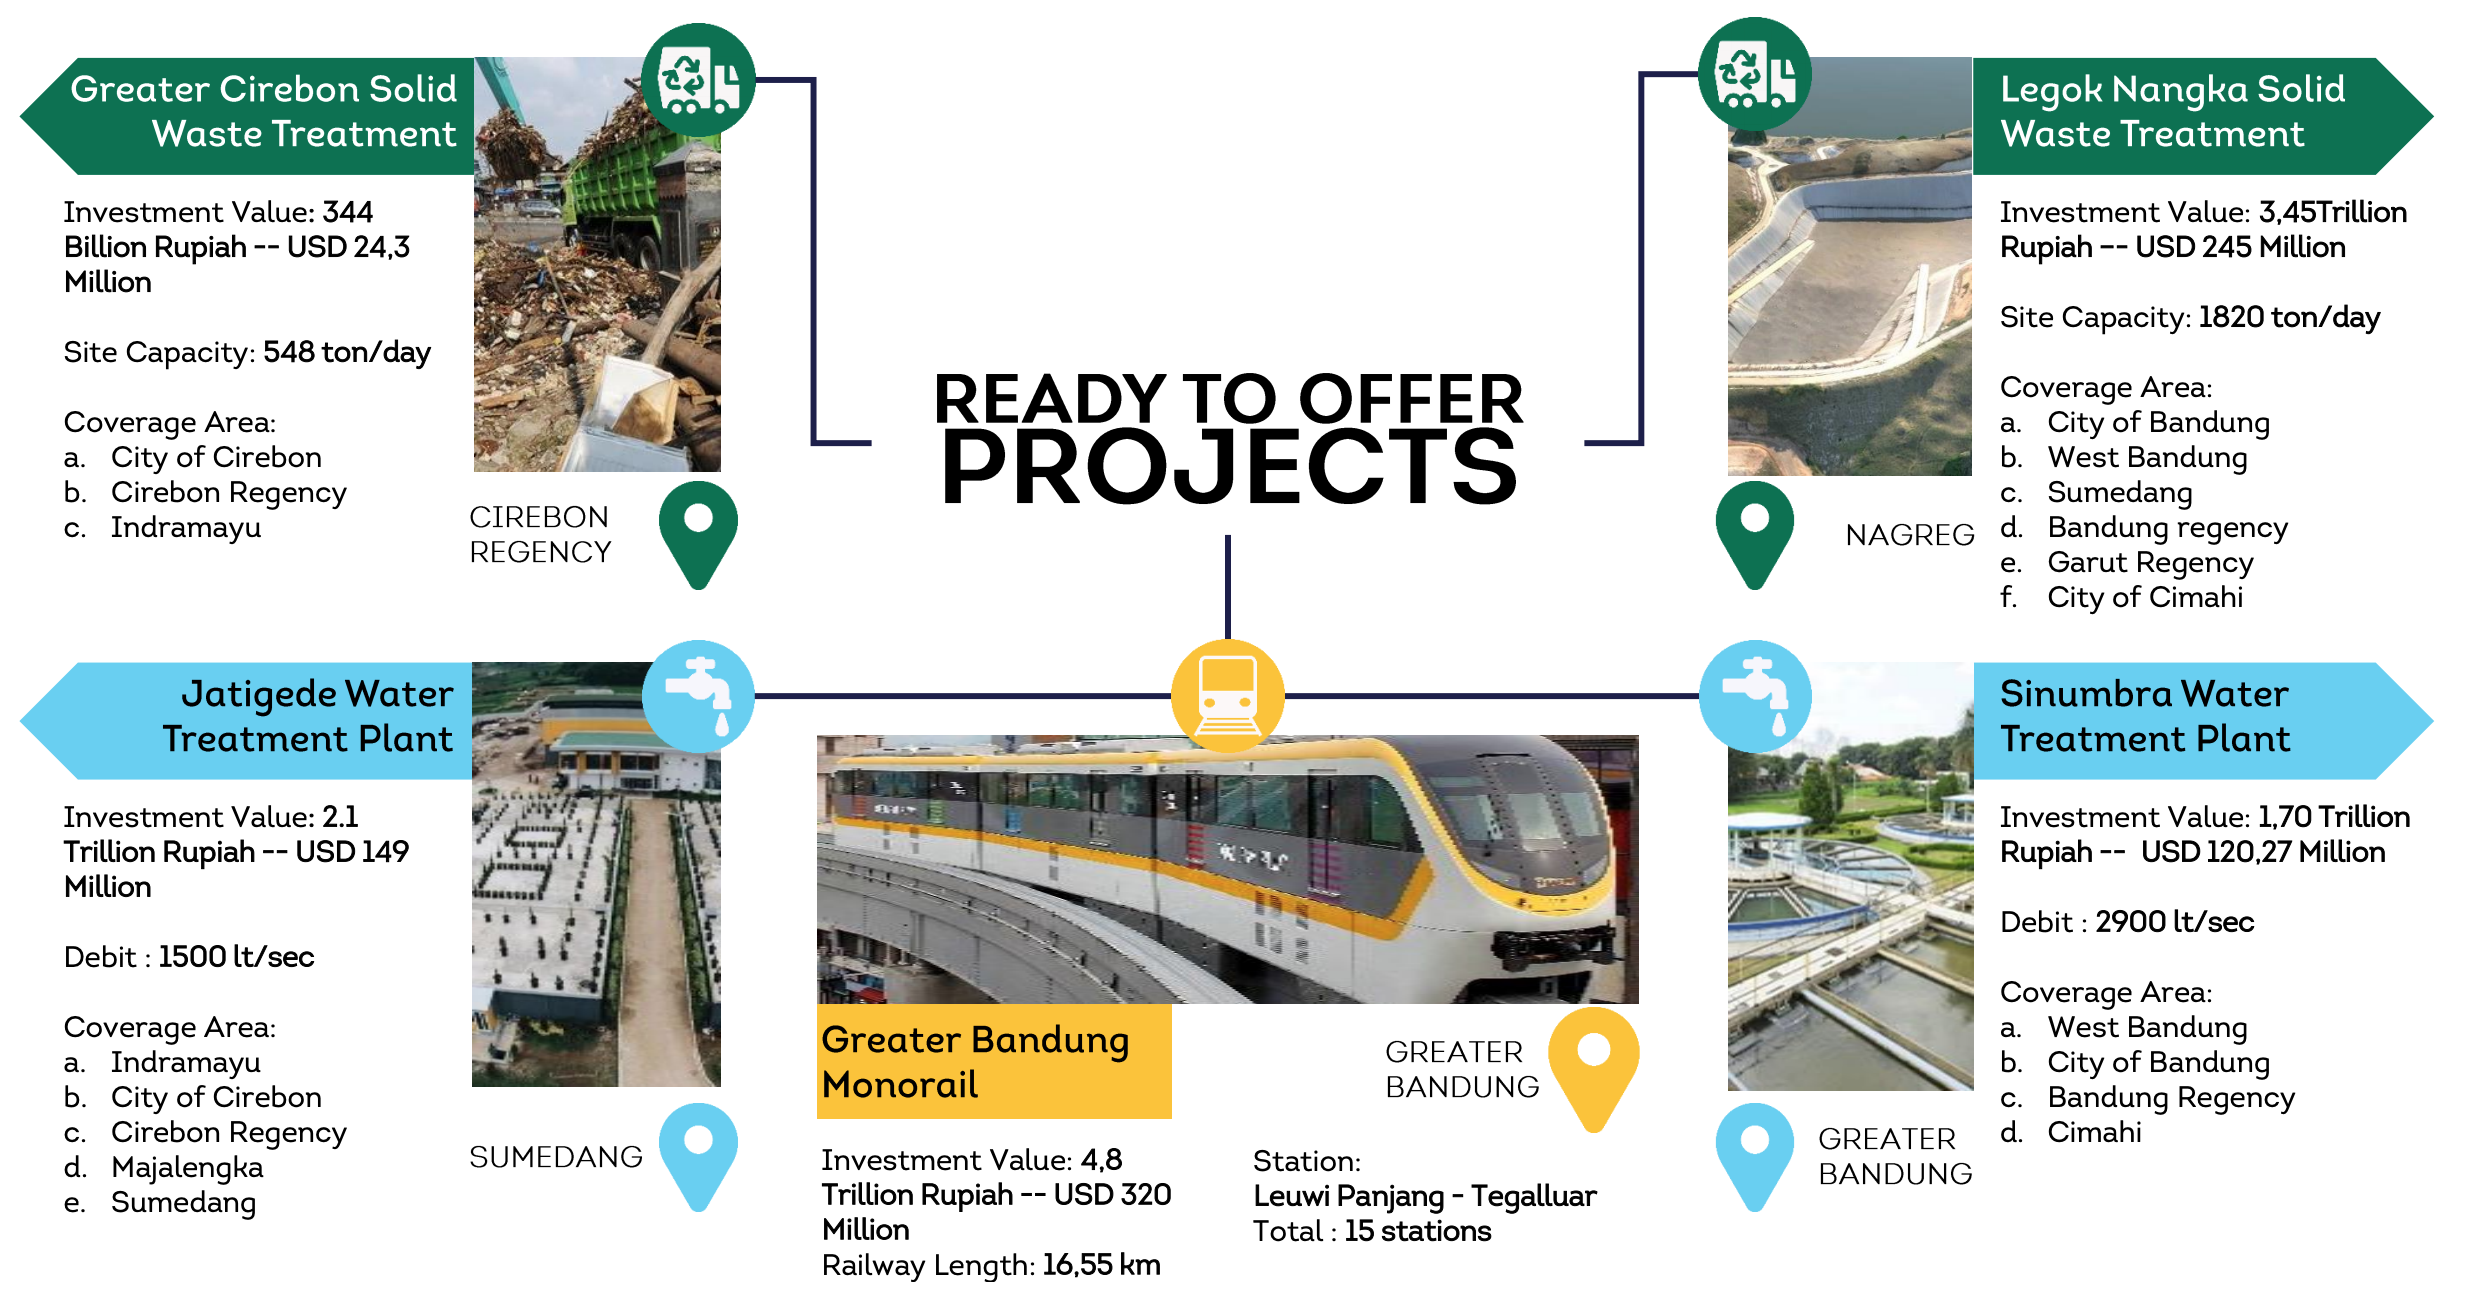 Greater Cirebon Solid
Waste Treatment
Investment Value: 344
Billion Rupiah -- USD 24,3
Million
Site Capacity: 548 ton/day
Coverage Area:
a. City of Cirebon
b. Cirebon Regency
c. Indramayu
CIREBON
REGENCY
READY TO OFFER
PROJECTS
Legok Nangka Solid
Waste Treatment
Investment Value: 3,45Trillion
Rupiah -- USD 245 Million
Site Capacity: 1820 ton/day
Coverage Area:
a. City of Bandung
b. West Bandung
c. Sumedang
d. Bandung regency
e. Garut Regency
f. City of Cimahi
NAGREG
Jatigede Water
Treatment Plant
Investment Value: 2.1
Trillion Rupiah -- USD 149
Million
Debit : 1500 lt/sec
Coverage Area:
a. Indramayu
b. City of Cirebon
c. Cirebon Regency
d. Majalengka
e. Sumedang
SUMEDANG
Greater Bandung
Monorail
GREATER
BANDUNG
Investment Value: 4,8
Trillion Rupiah -- USD 320
Million
Railway Length: 16,55 km
Station:
Leuwi Panjang - Tegalluar
Total : 15 stations
Sinumbra Water
Treatment Plant
Investment Value: 1,70 Trillion
Rupiah -- USD 120,27 Million
Debit : 2900 lt/sec
Coverage Area:
a. West Bandung
b. City of Bandung
c. Bandung Regency
d. Cimahi
GREATER
BANDUNG